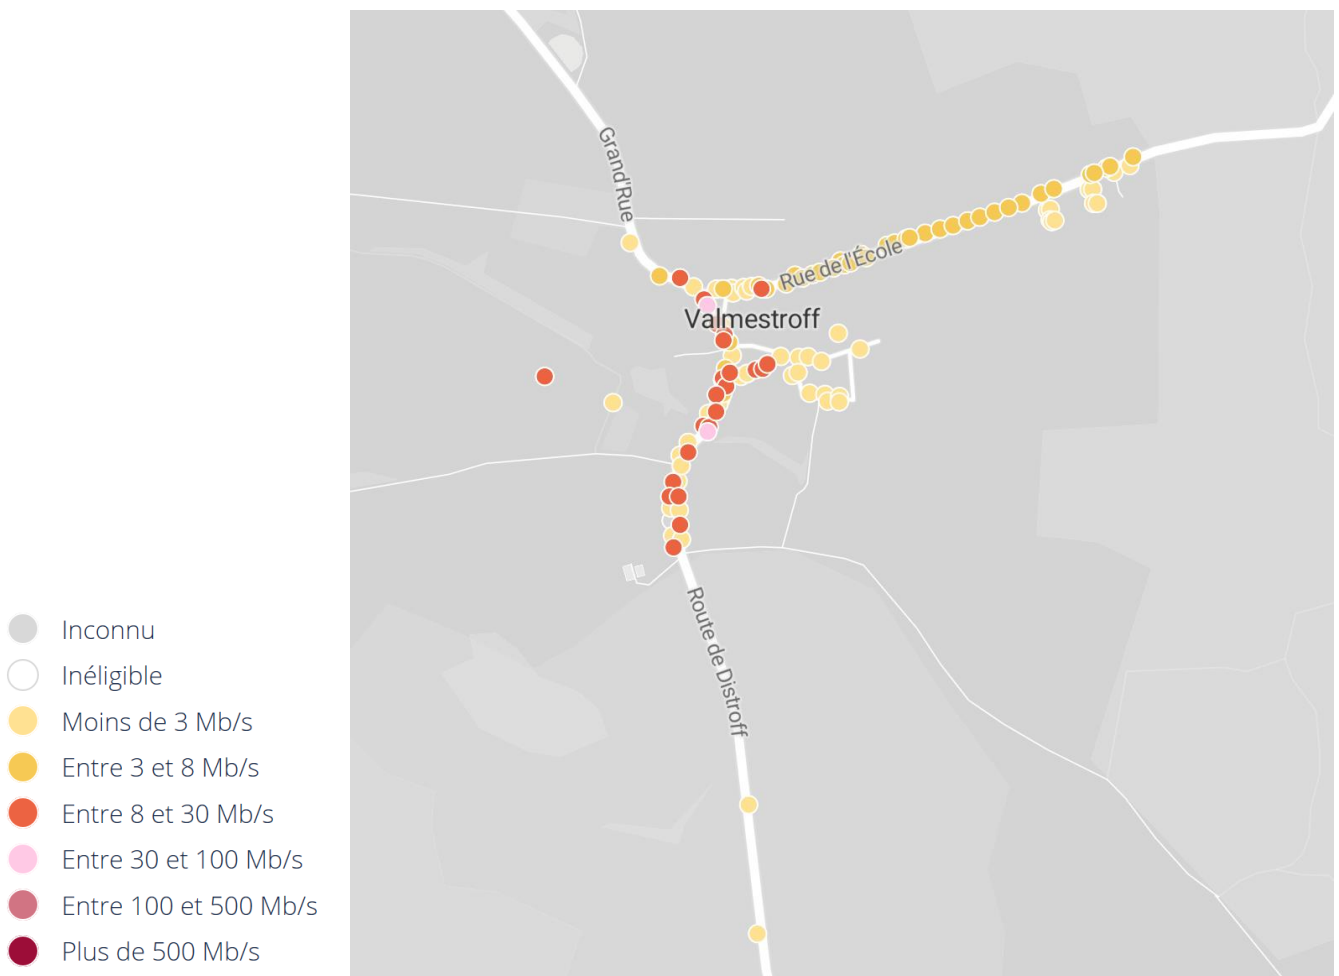 Grand'Rue
Rue de l'École
Valmestroff
Route de Distroff
Inconnu
Inéligible
Moins de 3 Mb/s
Entre 3 et 8 Mb/s
Entre 8 et 30 Mb/s
Entre 30 et 100 Mb/s
Entre 100 et 500 Mb/s
Plus de 500 Mb/s